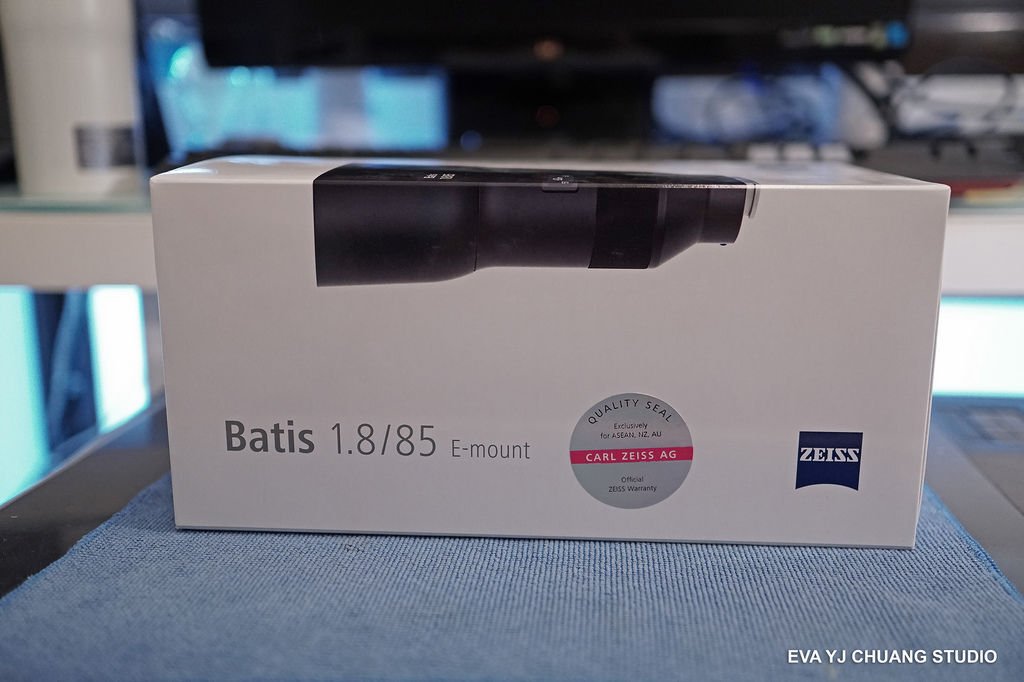 Batis 1.8/85 E-mount
QUALITY SEAL
Exclusively
for ASEAN, NZ, AU
CARL ZEISS AG
Official
ZEISS Warranty
ZEISS
EVA YJ CHUANG STUDIO